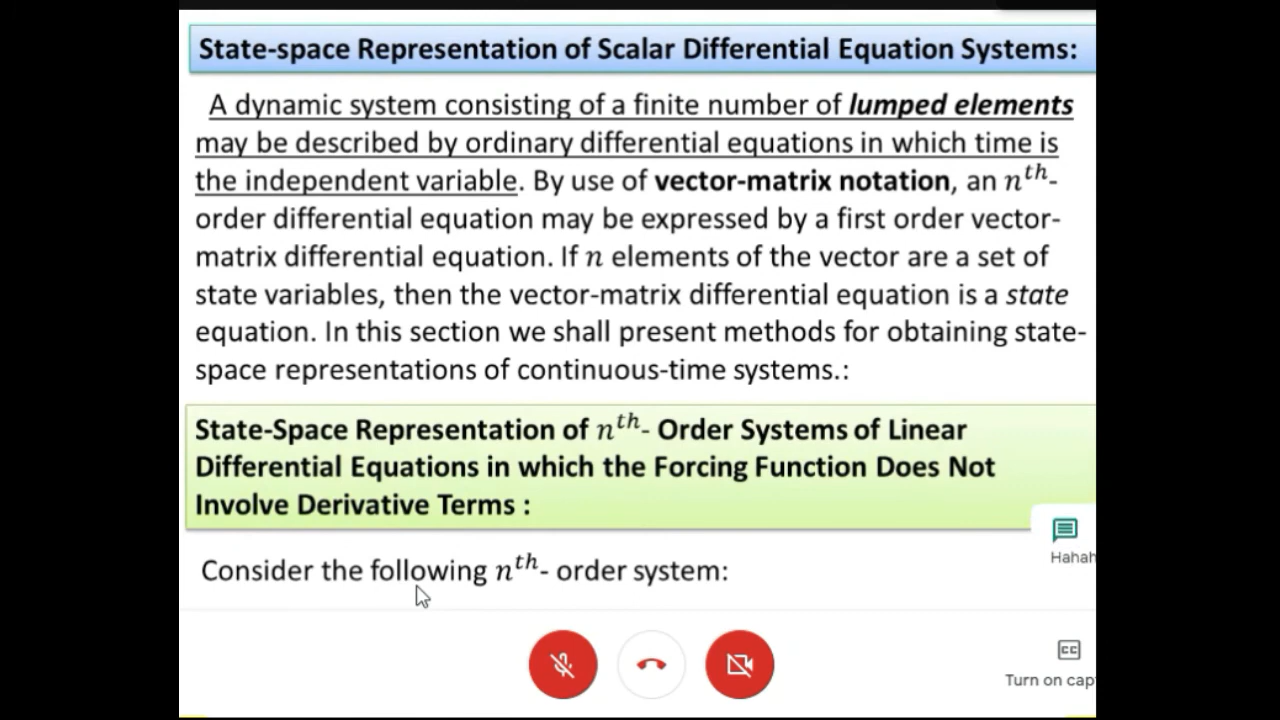 State-space Representation of Scalar Differential Equation Systems:
A dynamic system consisting of a finite number of lumped elements
may be described by ordinary differential equations in which time is
the independent variable. By use of vector-matrix notation, an n^th-
order differential equation may be expressed by a first order vector-
matrix differential equation. If n elements of the vector are a set of
state variables, then the vector-matrix differential equation is a state
equation. In this section we shall present methods for obtaining state-
space representations of continuous-time systems.:
State-Space Representation of n^th- Order Systems of Linear
Differential Equations in which the Forcing Function Does Not
Involve Derivative Terms :
Hahah
Consider the following n^th- order system:
CC
Turn on cap